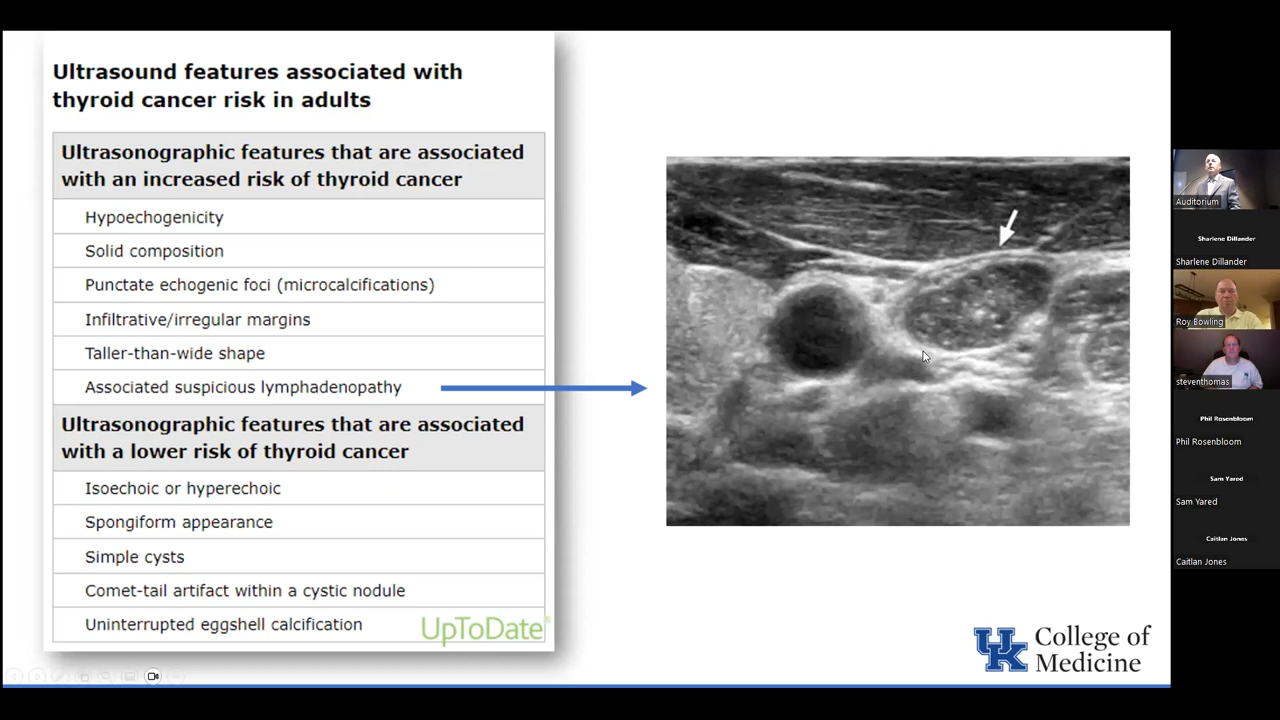 Ultrasound features associated with
thyroid cancer risk in adults
Ultrasonographic features that are associated
with an increased risk of thyroid cancer
Hypoechogenicity
Solid composition
Punctate echogenic foci (microcalcifications)
Infiltrative/irregular margins
Taller-than-wide shape
Associated suspicious lymphadenopathy
Ultrasonographic features that are associated
with a lower risk of thyroid cancer
Isoechoic or hyperechoic
Spongiform appearance
Simple cysts
Comet-tail artifact within a cystic nodule
Uninterrupted eggshell calcification
UpToDate®
UK
College of
Medicine
Auditorium
Sharlene Dillander
Sharlene Dillander
Roy Bowling
steventhomas
Phil Rosenbloom
Phil Rosenbloom
Sam Yarod
Sam Yarod
Caitlan Jones
Caitlan Jones